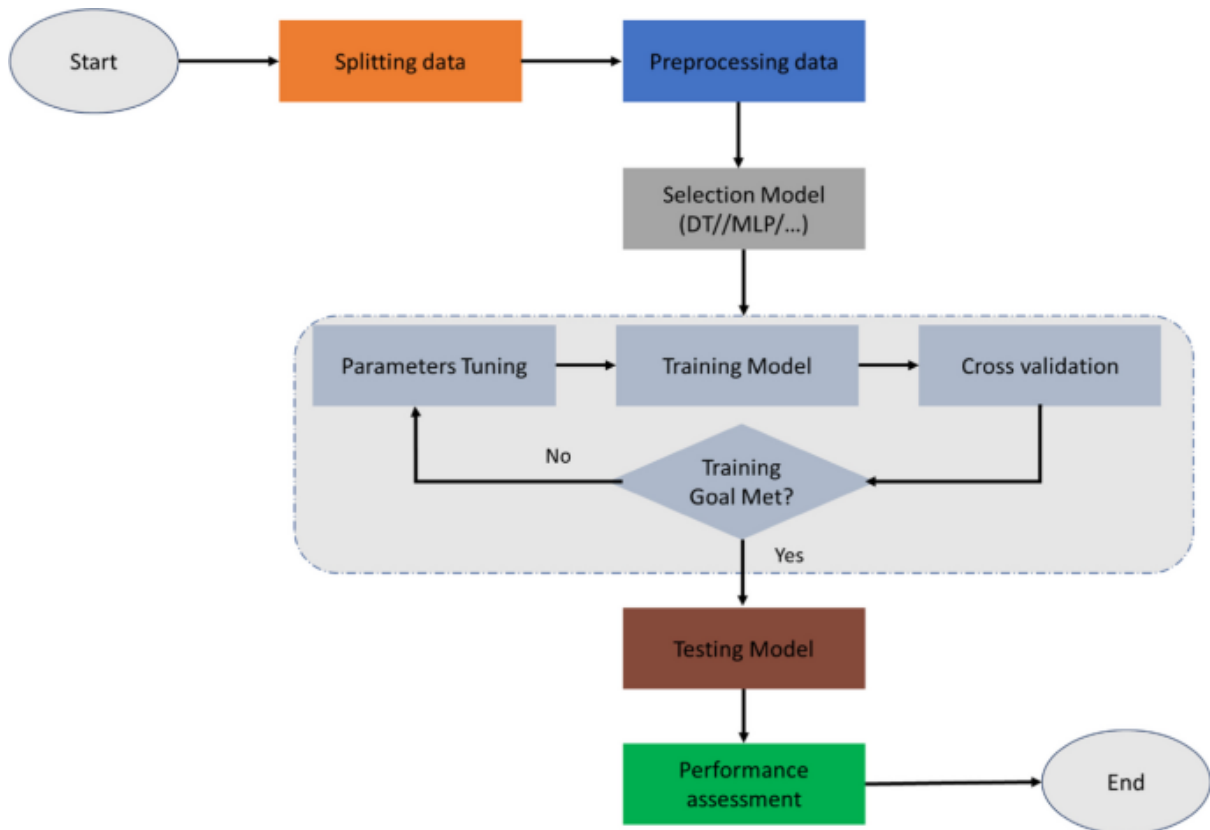 Start
Splitting data
Preprocessing data
Selection Model
(DT//MLP/...)
Parameters Tuning
Training Model
Cross validation
No
Training
Goal Met?
Yes
Testing Model
Performance
assessment
End